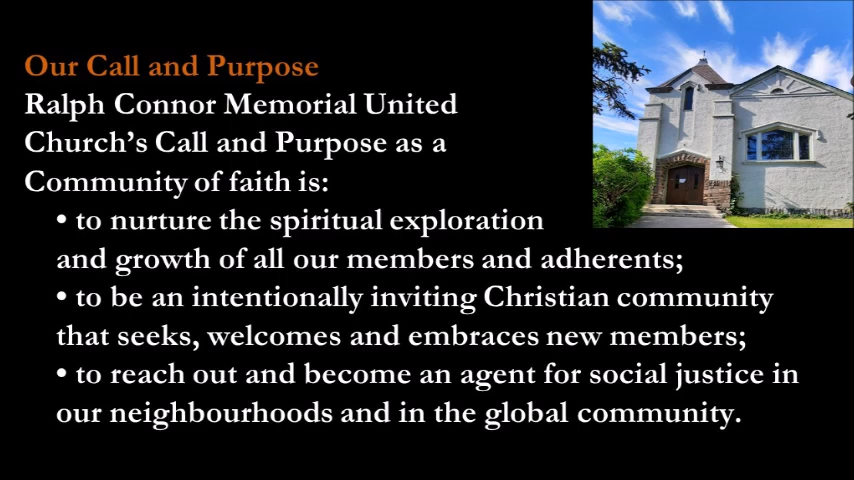 Our Call and Purpose
Ralph Connor Memorial United
Church’s Call and Purpose as a
Community of faith is:
• to nurture the spiritual exploration
and growth of all our members and adherents;
• to be an intentionally inviting Christian community
that seeks, welcomes and embraces new members;
• to reach out and become an agent for social justice in
our neighbourhoods and in the global community.